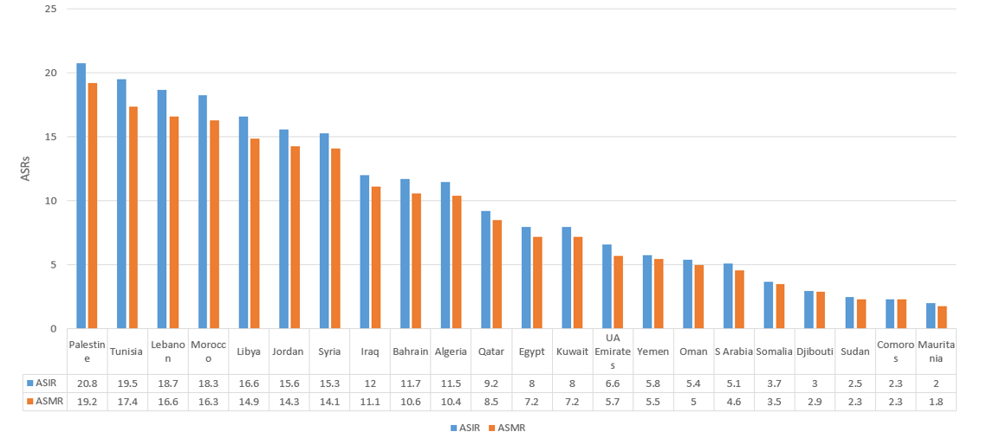 25
20
15
10
5
0
ASRs
Palestin
e
Tunisia
Lebano
n
Morocc
o
Libya
Jordan
Syria
Iraq
Bahrain
Algeria
Qatar
Egypt
Kuwait
UA
Emirate
s
Yemen
Oman
S Arabia
Somalia
Djibouti
Sudan
Comoro
s
Maurita
nia
ASIR 20.8 19.5 18.7 18.3 16.6 15.6 15.3 12 11.7 11.5 9.2 8 8 6.6 5.8 5.4 5.1 3.7 3 2.5 2.3 2
ASMR 19.2 17.4 16.6 16.3 14.9 14.3 14.1 11.1 10.6 10.4 8.5 7.2 7.2 5.7 5.5 5 4.6 3.5 2.9 2.3 2.3 1.8
ASIR ASMR